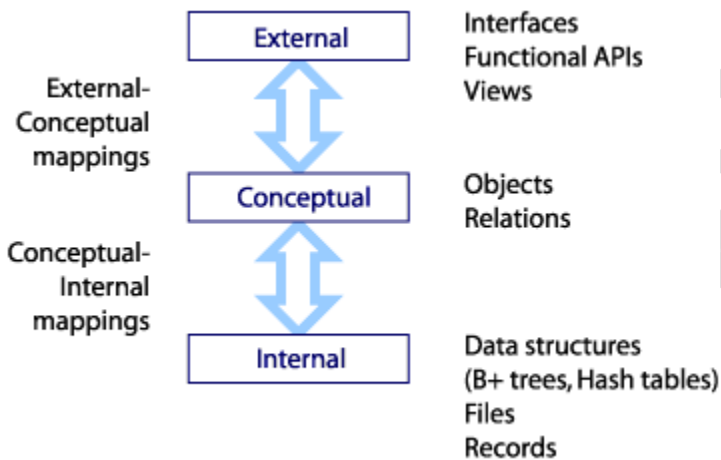 External
Interfaces
Functional APIs
Views
External-
Conceptual
mappings
Conceptual
Objects
Relations
Conceptual-
Internal
mappings
Internal
Data structures
(B+ trees, Hash tables)
Files
Records